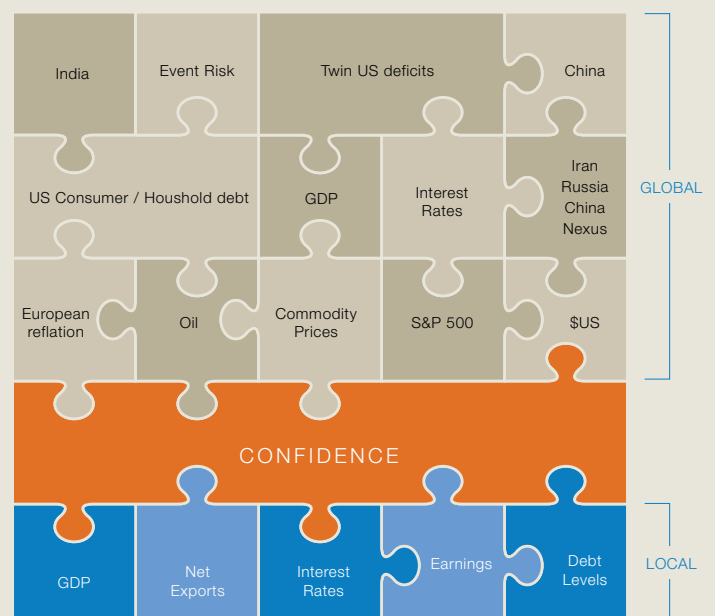 India
Event Risk
Twin US deficits
China
US Consumer / Houshold debt
GDP
Interest
Rates
Iran
Russia
China
Nexus
GLOBAL
European
reflation
Oil
Commodity
Prices
S&P 500
$US
CONFIDENCE
GDP
Net
Exports
Interest
Rates
Earnings
Debt
Levels
LOCAL